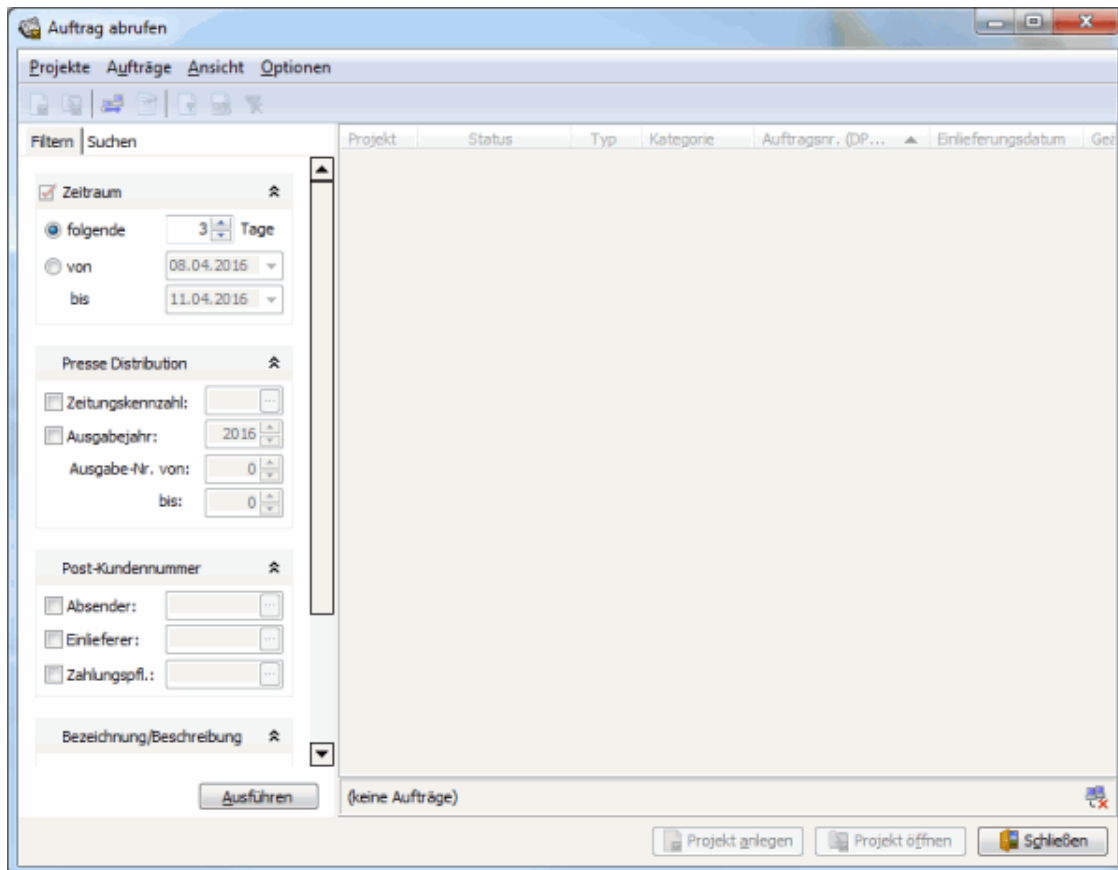 Auftrag abrufen
Projekte Aufträge Ansicht Optionen
Filtern Suchen
Projekt Status Typ Kategorie Auftragsnr. (DP... Einlieferungsdatum Gez
Zeitraum
folgende 3 Tage
von 08.04.2016
bis 11.04.2016
Presse Distribution
Zeitungskennzahl: ...
Ausgabejahr: 2016
Ausgabe-Nr. von: 0
bis: 0
Post-Kundennummer
Absender: ...
Einlieferer: ...
Zahlungspfl.: ...
Bezeichnung/Beschreibung
Ausführen (keine Aufträge)
Projekt anlegen Projekt öffnen Schließen